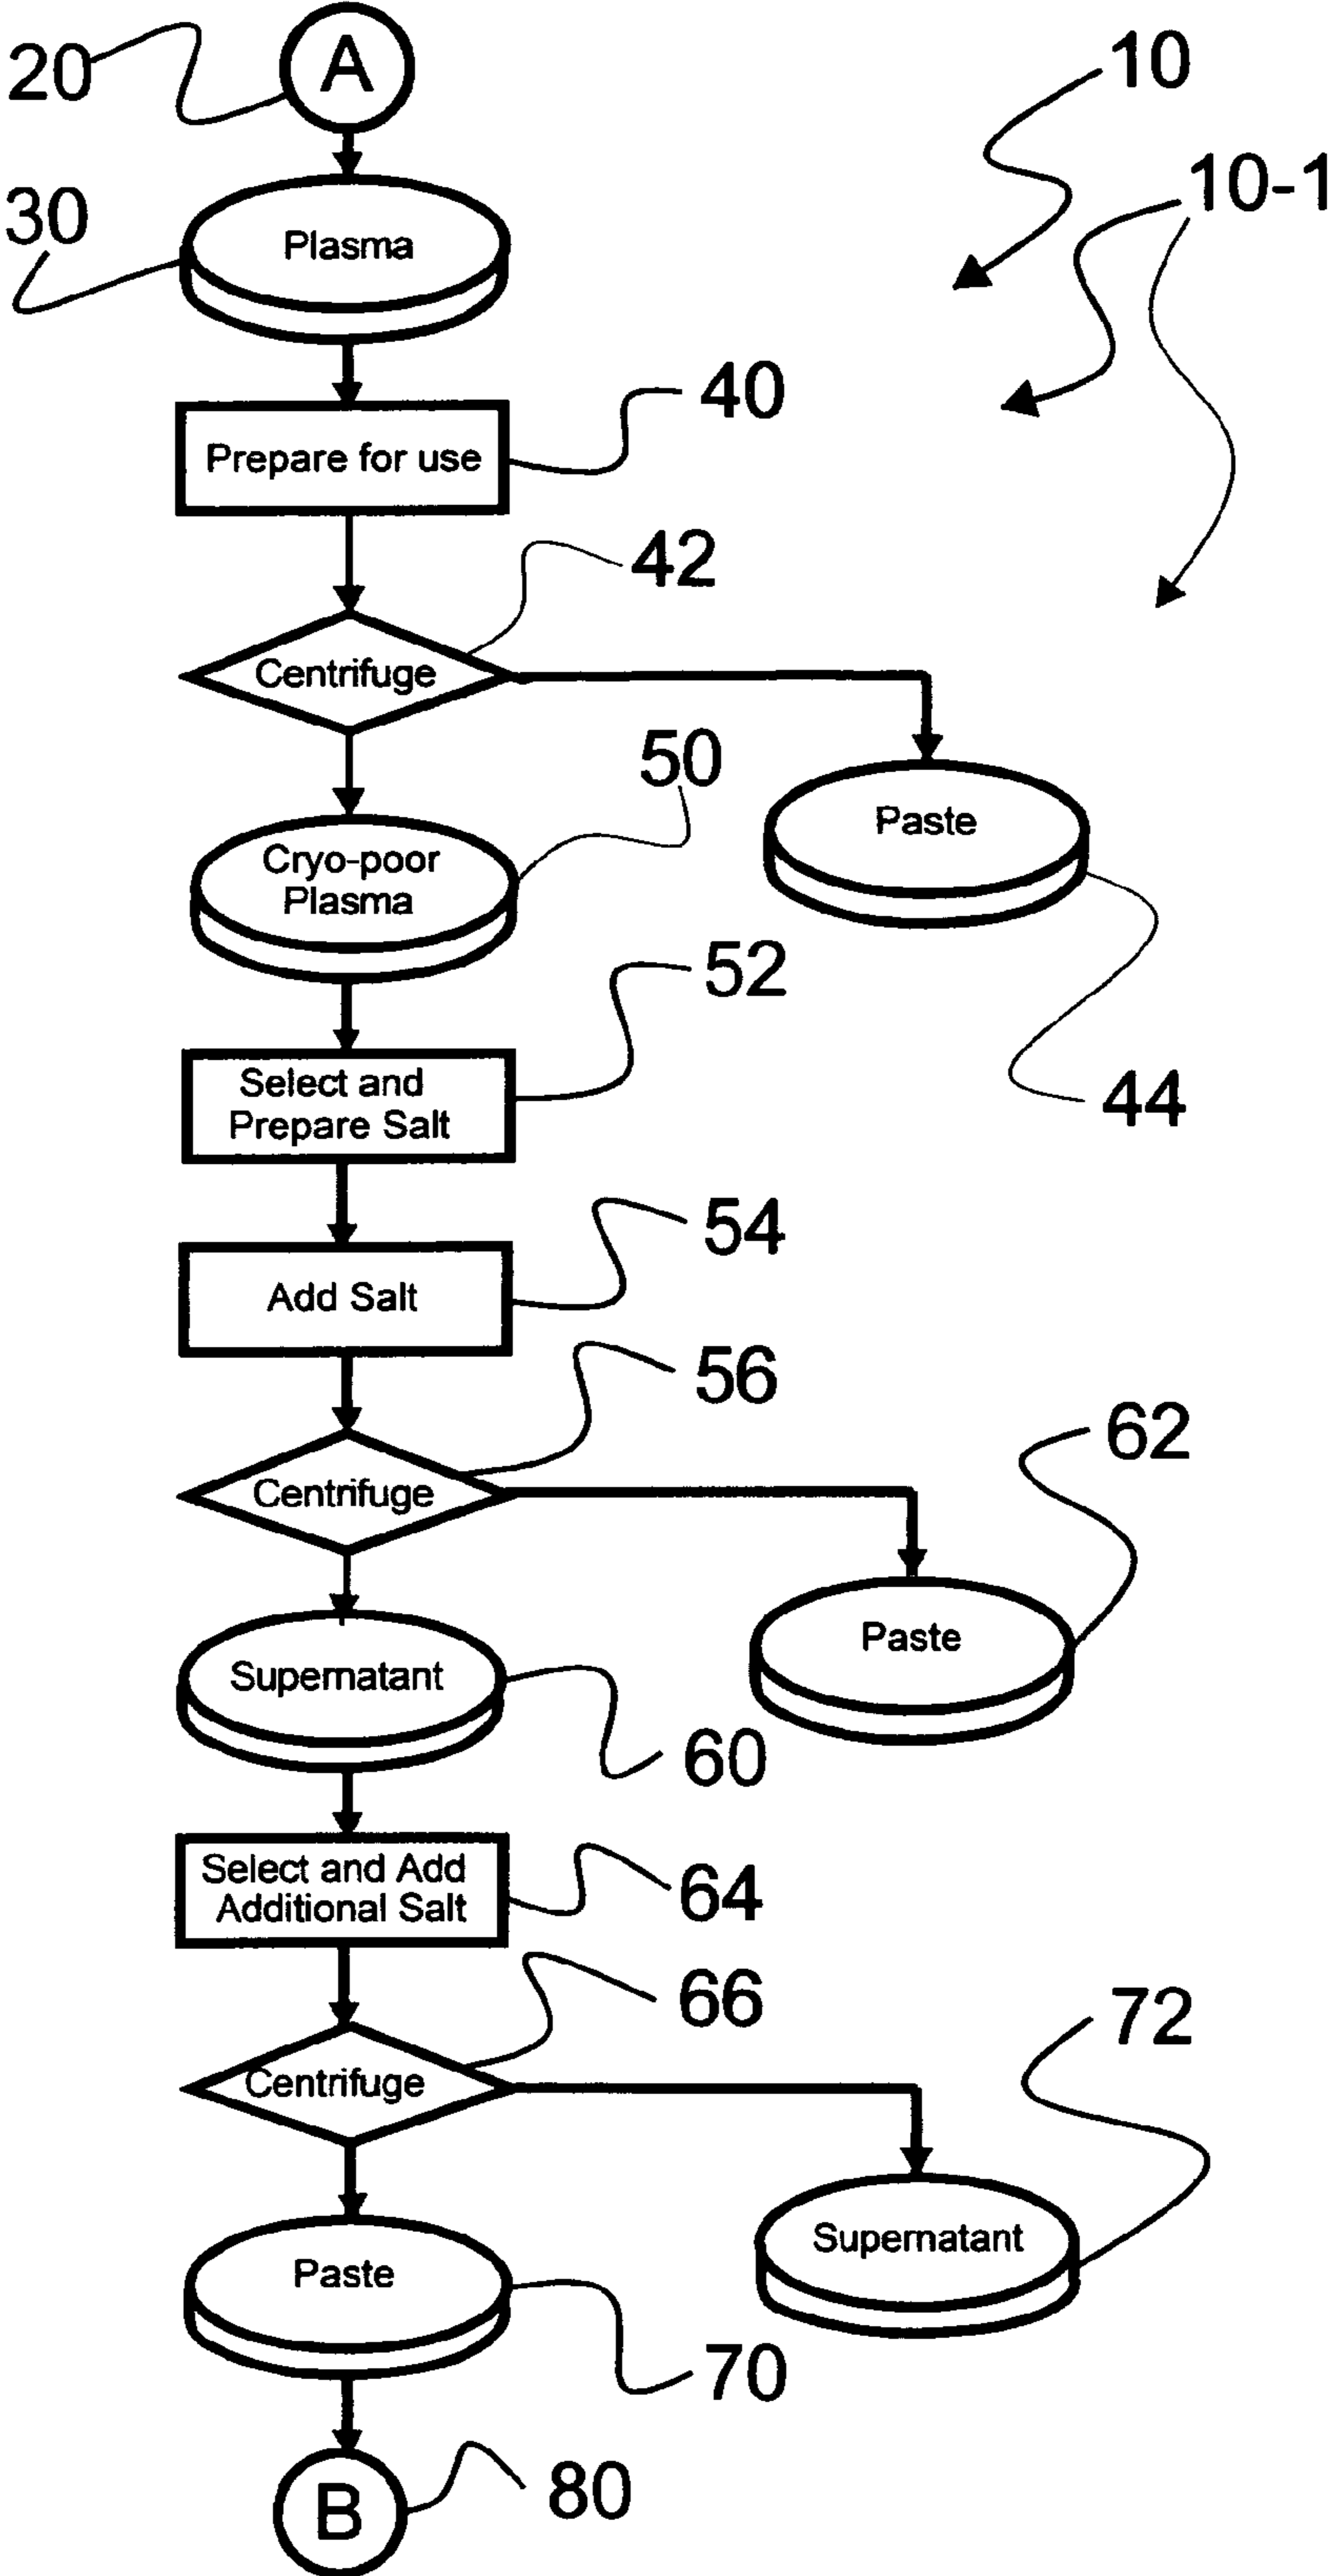 20
A
10
10-1
30
Plasma
40
Prepare for use
42
Centrifuge
50
Paste
Cryo-poor
Plasma
52
Select and
Prepare Salt
44
54
Add Salt
56
62
Centrifuge
Paste
Supernatant
60
Select and Add
Additional Salt
64
66
72
Centrifuge
Supernatant
Paste
70
B
80